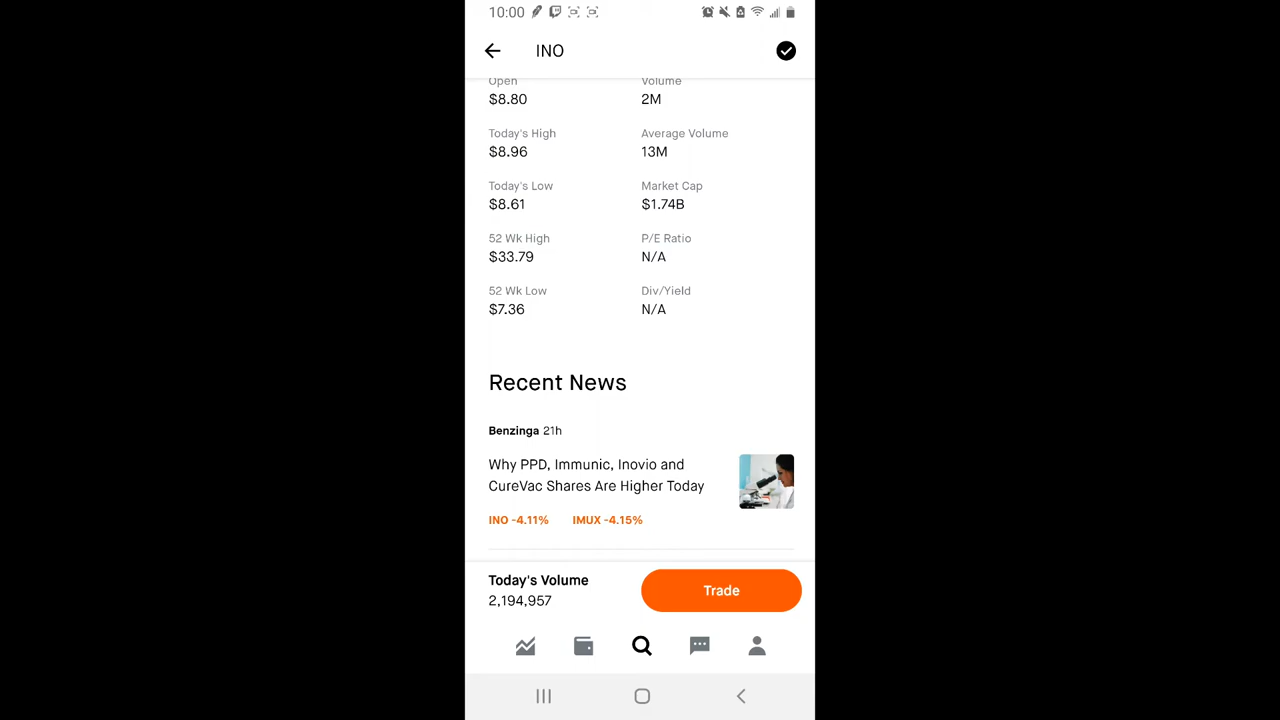 10:00
INO
Open
Volume
$8.80
2M
Today's High
Average Volume
$8.96
13M
Today's Low
Market Cap
$8.61
$1.74B
52 Wk High
P/E Ratio
$33.79
N/A
52 Wk Low
Div/Yield
$7.36
N/A
Recent News
Benzinga 21h
Why PPD, Immunic, Inovio and
CureVac Shares Are Higher Today
INO -4.11% IMUX -4.15%
Today's Volume
2,194,957
Trade